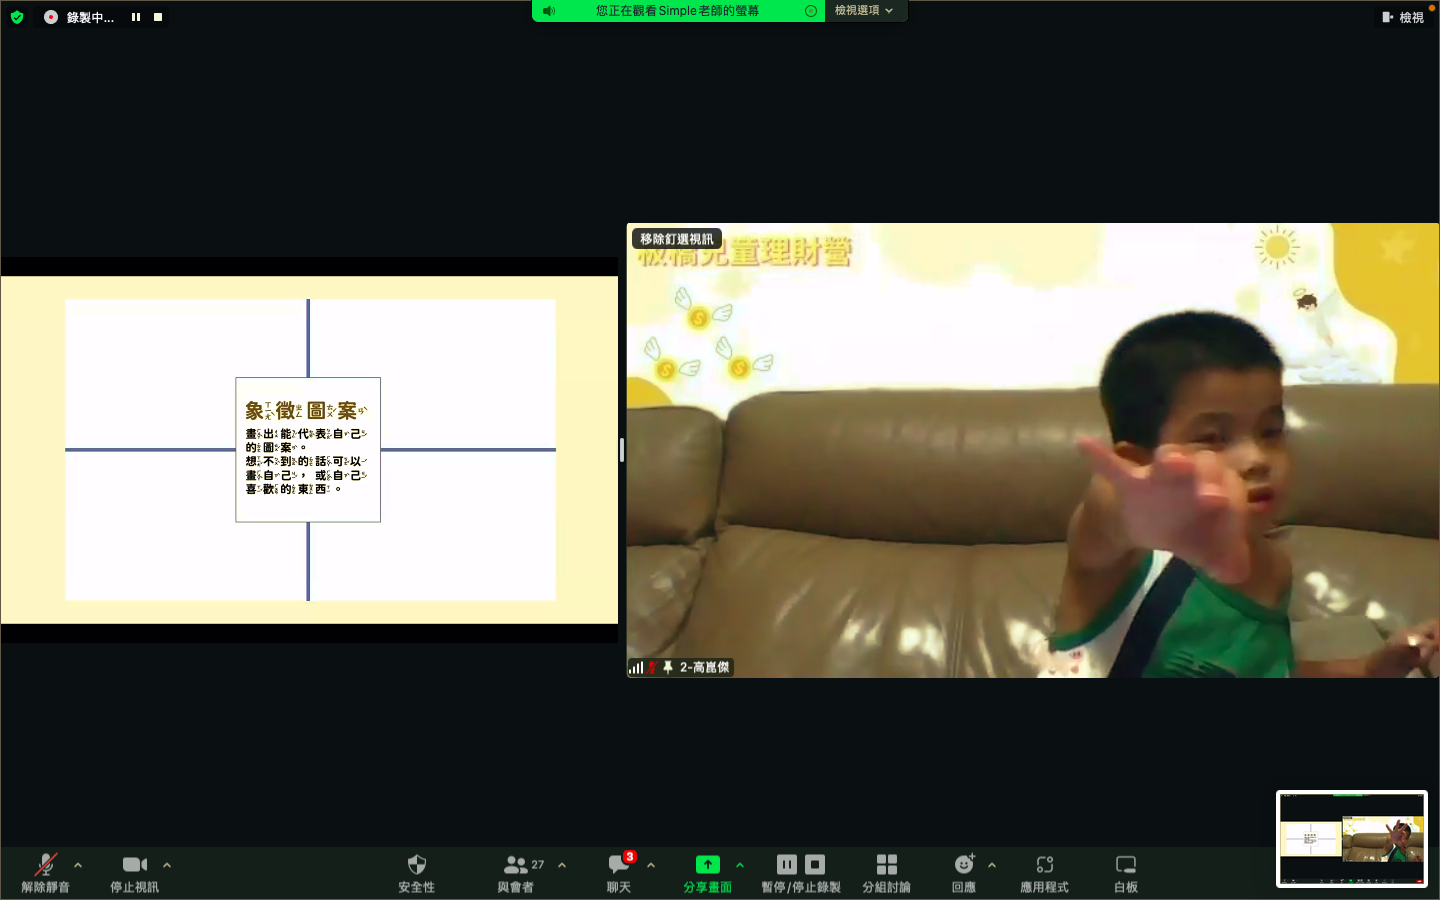 錄製中...
您正在觀看Simple老師的螢幕
檢視選項
檢視
象徵圖案
畫出能代表自己
的圖案。
想不到的話可以
畫自己，或自己
喜歡的東西。
移除釘選視訊
板橋兒童理財營
2-高崑傑
解除靜音
停止視訊
安全性
27
與會者
3
聊天
分享畫面
暫停/停止錄製
分組討論
回應
應用程式
白板